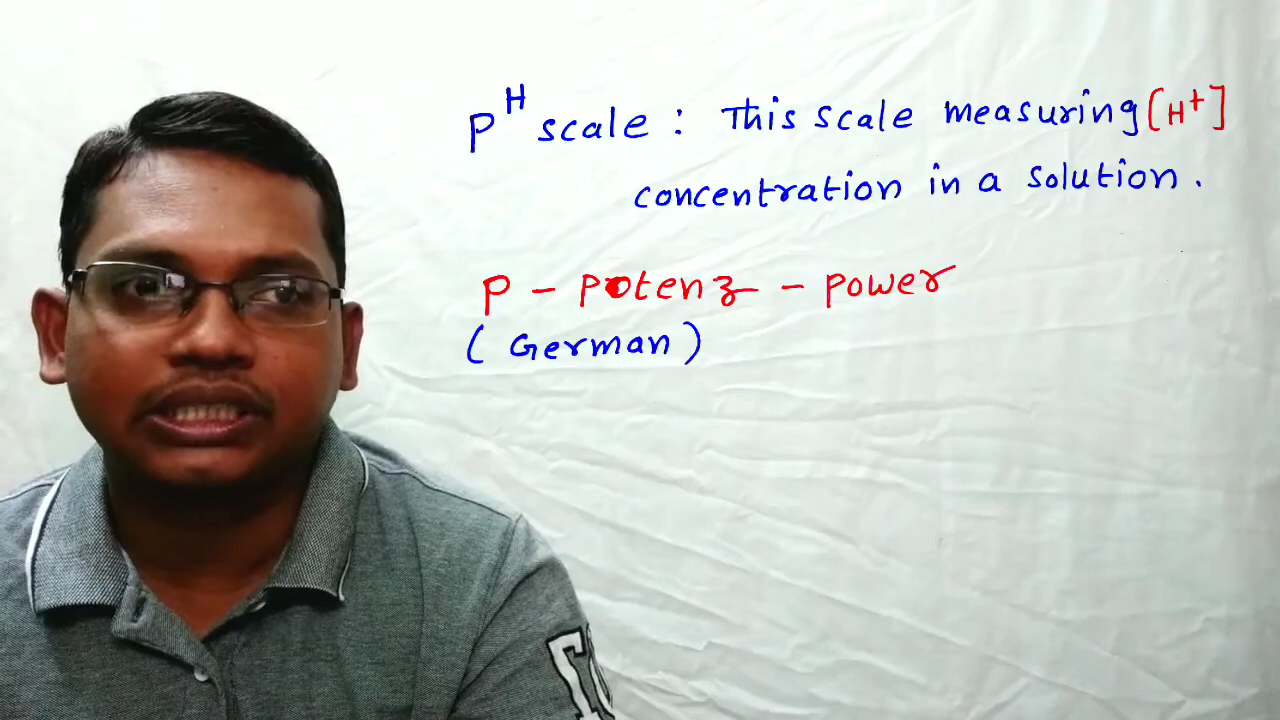 pH scale : This scale measuring [H+]
concentration in a solution.
P - Potenz - power
(German)